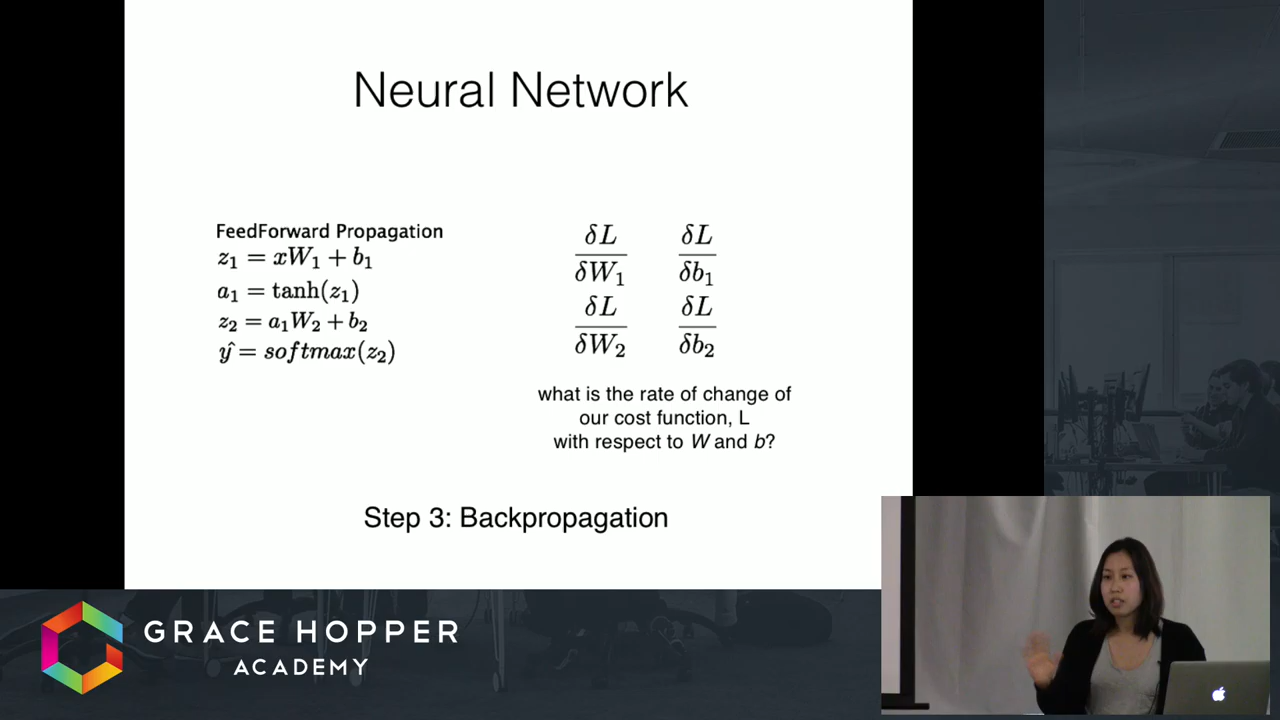 Neural Network
FeedForward Propagation
z₁ = xW₁ + b₁
a₁ = tanh(z₁)
z₂ = a₁W₂ + b₂
ŷ = softmax(z₂)
δL/δW₁ δL/δb₁
δL/δW₂ δL/δb₂
what is the rate of change of
our cost function, L
with respect to W and b?
Step 3: Backpropagation
GRACE HOPPER
ACADEMY